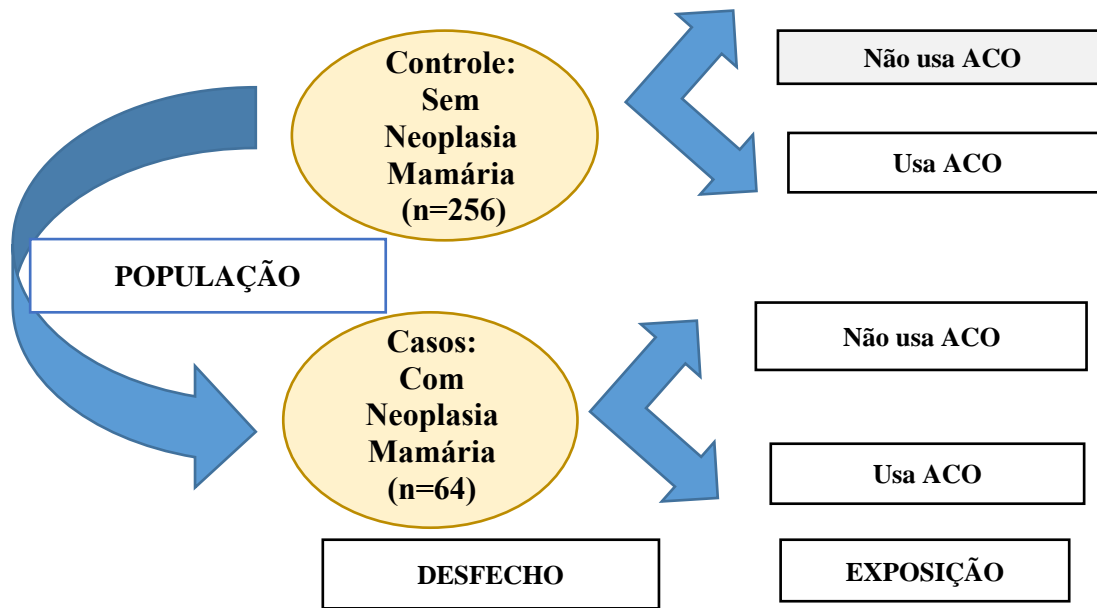 Controle:
Sem
Neoplasia
Mamária
(n=256)
Não usa ACO
Usa ACO
POPULAÇÃO
Casos:
Com
Neoplasia
Mamária
(n=64)
Não usa ACO
Usa ACO
DESFECHO
EXPOSIÇÃO